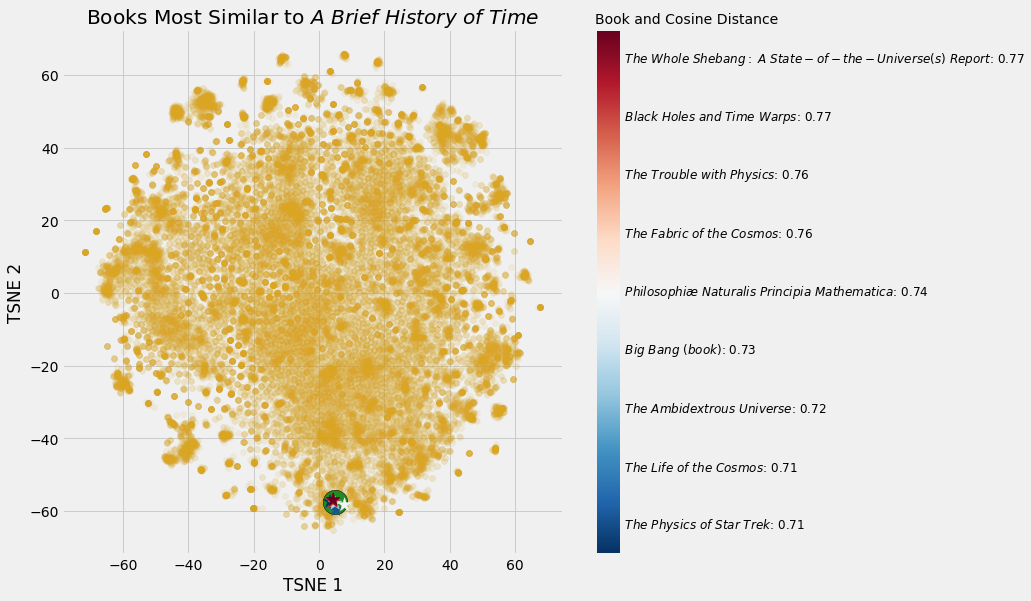 Books Most Similar to A Brief History of Time
Book and Cosine Distance
The Whole Shebang: A State−of−the−Universe(s) Report: 0.77
Black Holes and Time Warps: 0.77
The Trouble with Physics: 0.76
The Fabric of the Cosmos: 0.76
Philosophiæ Naturalis Principia Mathematica: 0.74
Big Bang (book): 0.73
The Ambidextrous Universe: 0.72
The Life of the Cosmos: 0.71
The Physics of Star Trek: 0.71
TSNE 2
60
40
20
0
−20
−40
−60
−60 −40 −20 0 20 40 60
TSNE 1